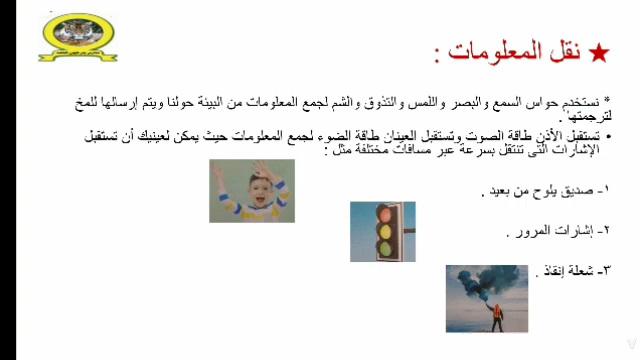 ★ نقل المعلومات :
* نستخدم حواس السمع والبصر واللمس والتذوق والشم لجمع المعلومات من البيئة حولنا ويتم إرسالها للمخ
لترجمتها .
• تستقبل الأذن طاقة الصوت وتستقبل العينان طاقة الضوء لجمع المعلومات حيث يمكن لعينيك أن تستقبل
الإشارات التى تنتقل بسرعة عبر مسافات مختلفة مثل :
١- صديق يلوح من بعيد .
٢- إشارات المرور .
٣- شعلة إنقاذ .